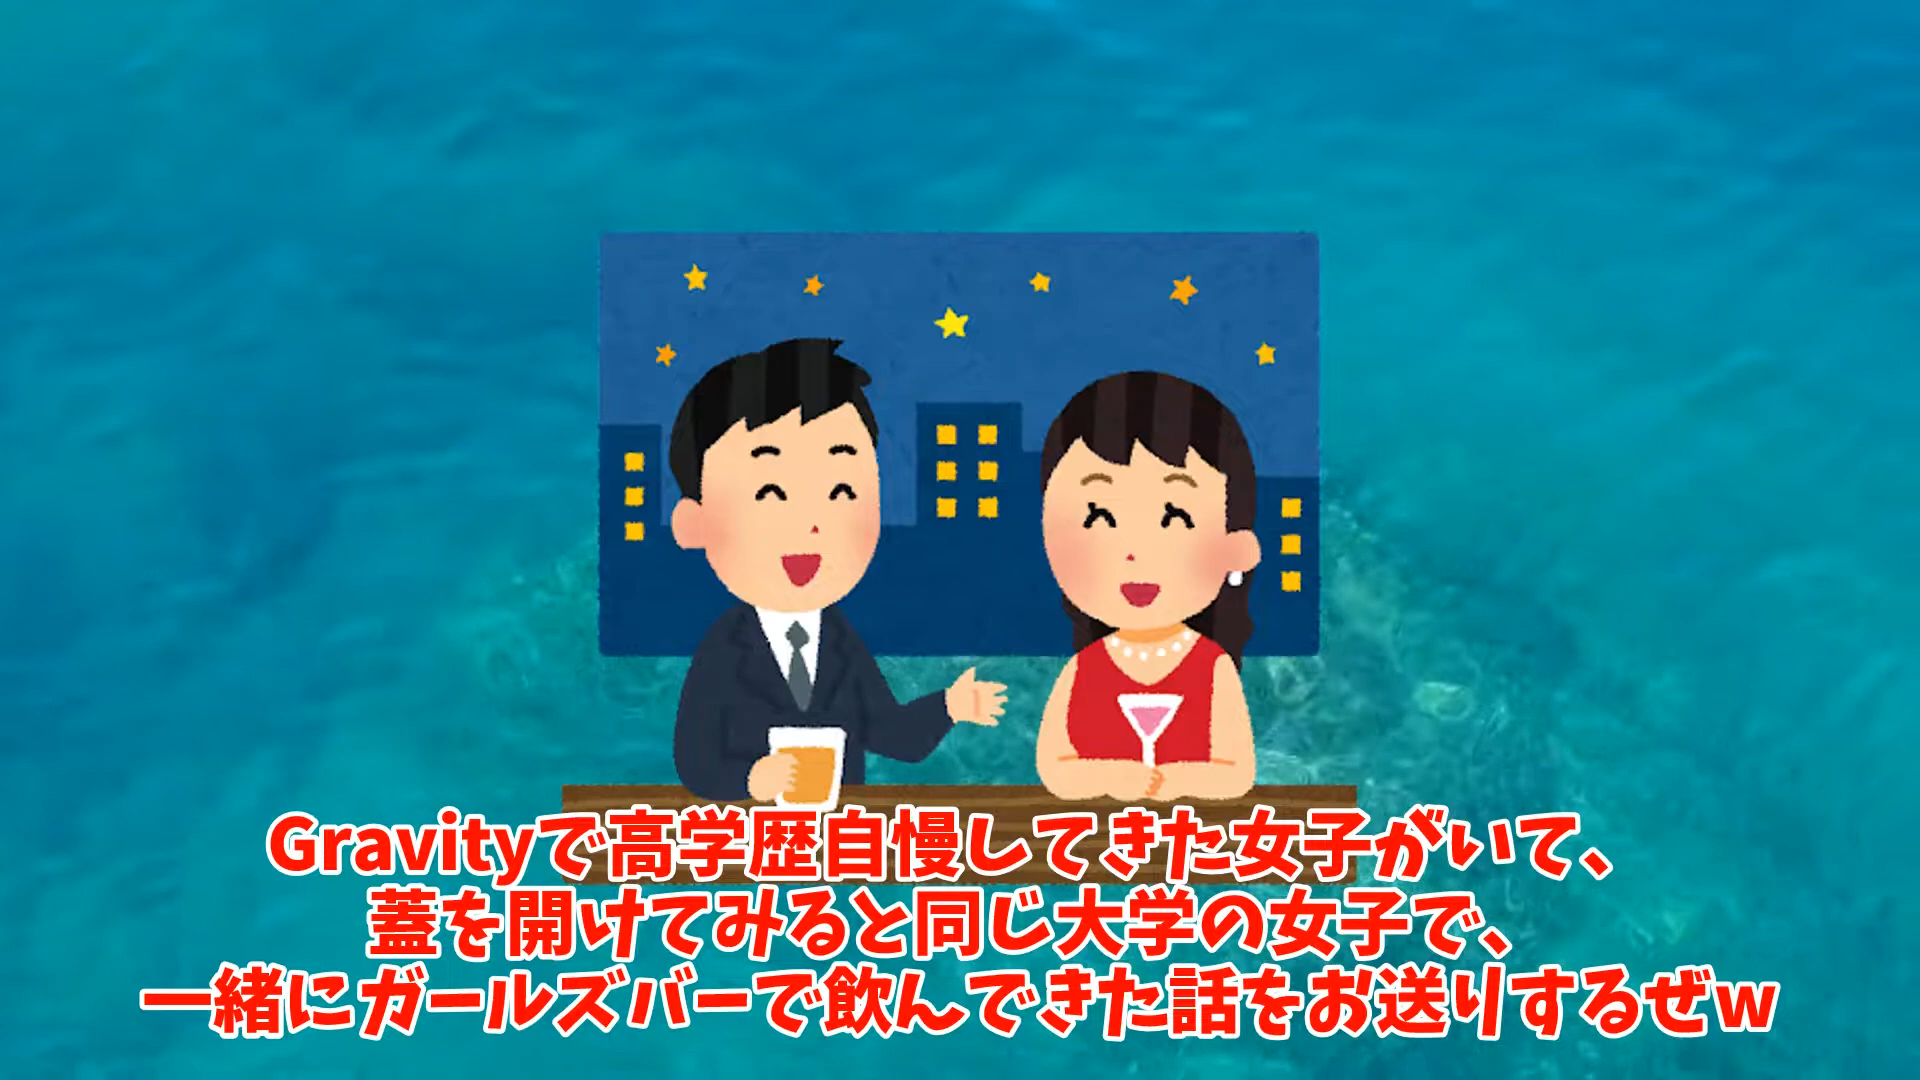 Gravityで高学歴自慢してきた女子がいて、
蓋を開けてみると同じ大学の女子で、
一緒にガールズバーで飲んできた話をお送りするぜw